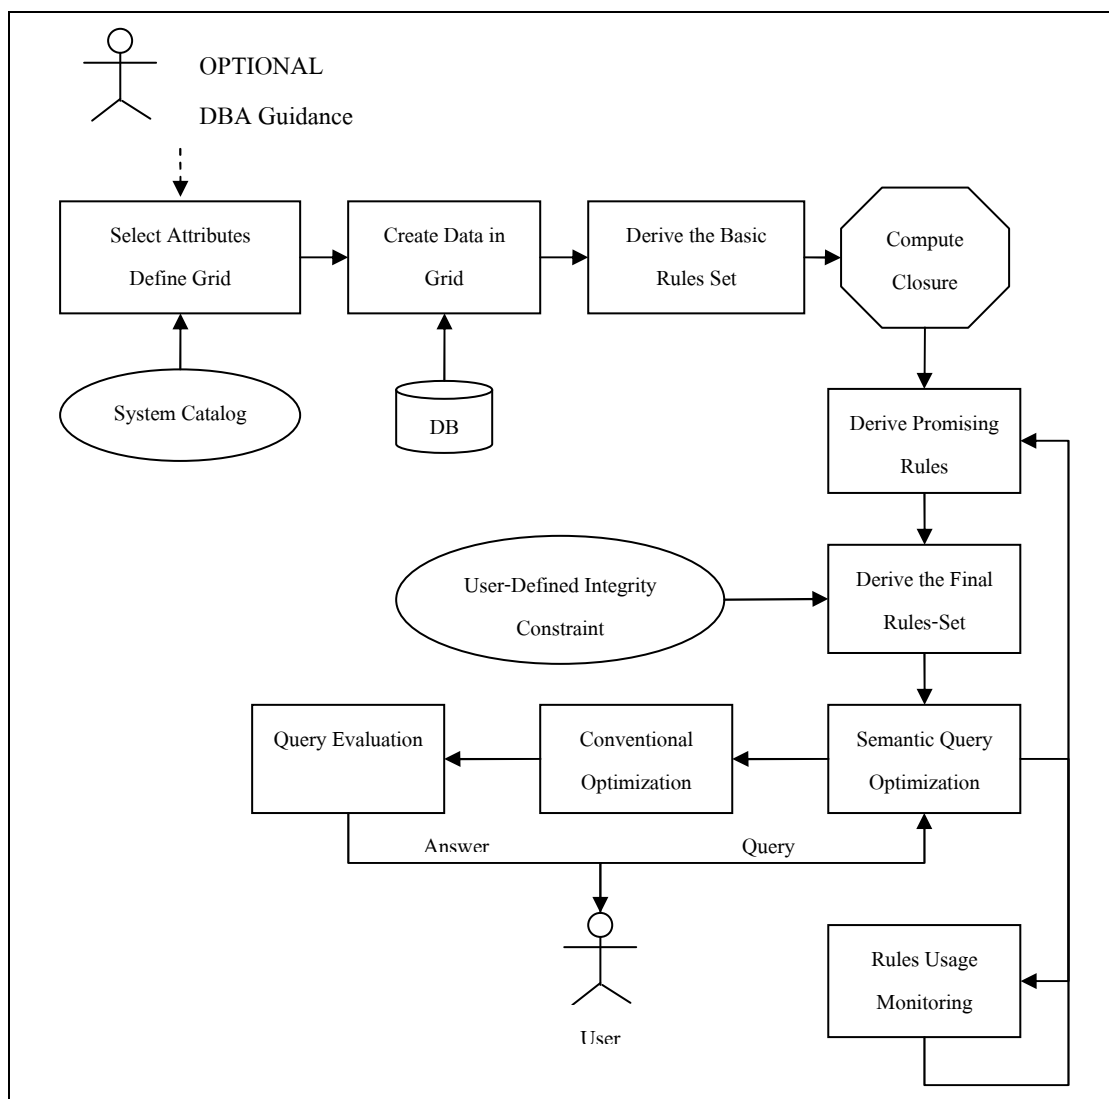 OPTIONAL
DBA Guidance
Select Attributes
Define Grid
Create Data in
Grid
Derive the Basic
Rules Set
Compute
Closure
System Catalog
DB
Derive Promising
Rules
User-Defined Integrity
Constraint
Derive the Final
Rules-Set
Query Evaluation
Conventional
Optimization
Semantic Query
Optimization
Answer
Query
Rules Usage
Monitoring
User